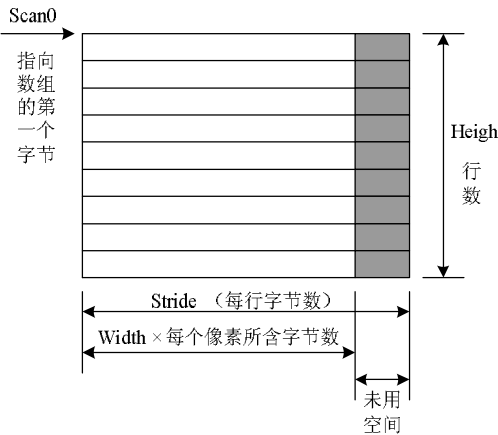 Scan0
指向
数组
的第
一个
字节
Heigh
行
数
Stride （每行字节数）
Width × 每个像素所含字节数
未用
空间